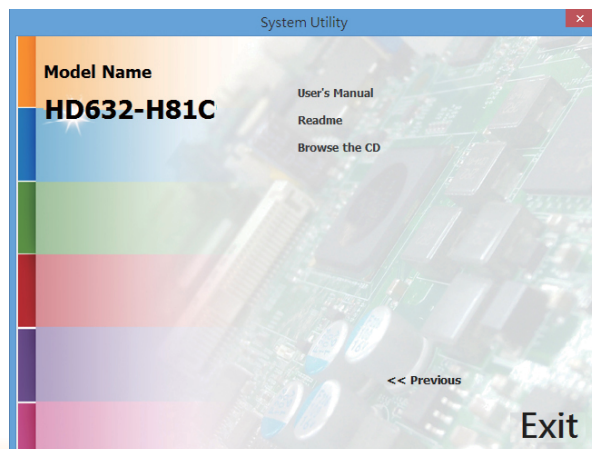 System Utility
Model Name
HD632-H81C
User's Manual
Readme
Browse the CD
<< Previous
Exit